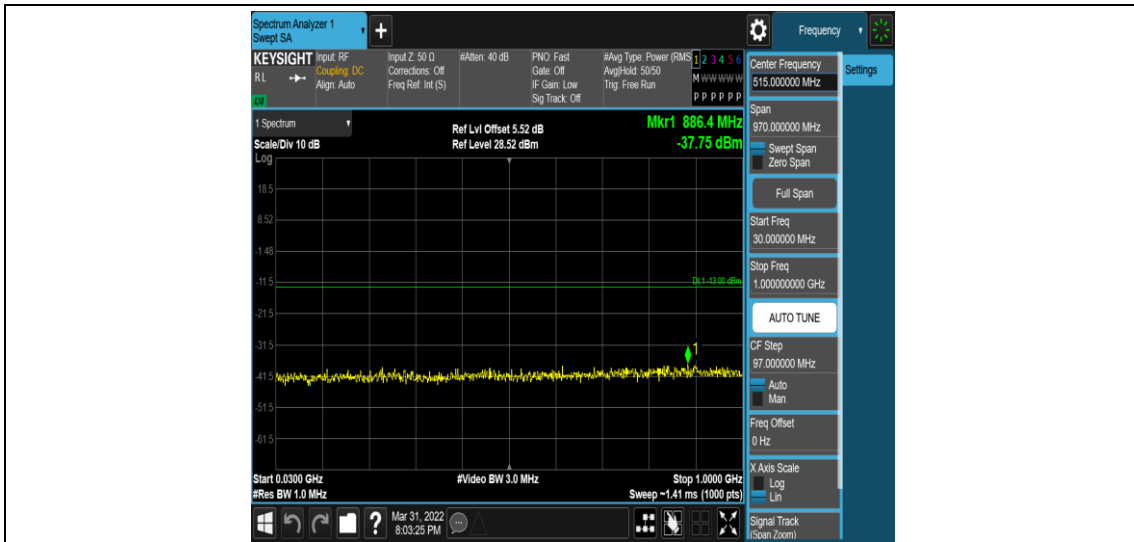 Spectrum Analyzer 1
Swept SA
+
Frequency
KEYSIGHT
RL
LXI
Input: RF
Coupling: DC
Align: Auto
Input Z: 50 Ω
Corrections: Off
Freq Ref: Int (S)
#Atten: 40 dB
PNO: Fast
Gate: Off
IF Gain: Low
Sig Track: Off
#Avg Type: Power (RMS
Avg|Hold: 50/50
Trig: Free Run
1 2 3 4 5 6
M W W W W W
P P P P P P
1 Spectrum
Scale/Div 10 dB
Ref Lvl Offset 5.52 dB
Ref Level 28.52 dBm
Mkr1 886.4 MHz
-37.75 dBm
Log
18.5
8.52
-1.48
-11.5
DL1 -13.00 dBm
-21.5
-31.5
1
-41.5
-51.5
-61.5
Start 0.0300 GHz
#Res BW 1.0 MHz
#Video BW 3.0 MHz
Stop 1.0000 GHz
Sweep ~1.41 ms (1000 pts)
Center Frequency
515.000000 MHz
Settings
Span
970.000000 MHz
Swept Span
Zero Span
Full Span
Start Freq
30.000000 MHz
Stop Freq
1.000000000 GHz
AUTO TUNE
CF Step
97.000000 MHz
Auto
Man
Freq Offset
0 Hz
X Axis Scale
Log
Lin
Signal Track
(Span Zoom)
?
Mar 31, 2022
8:03:25 PM